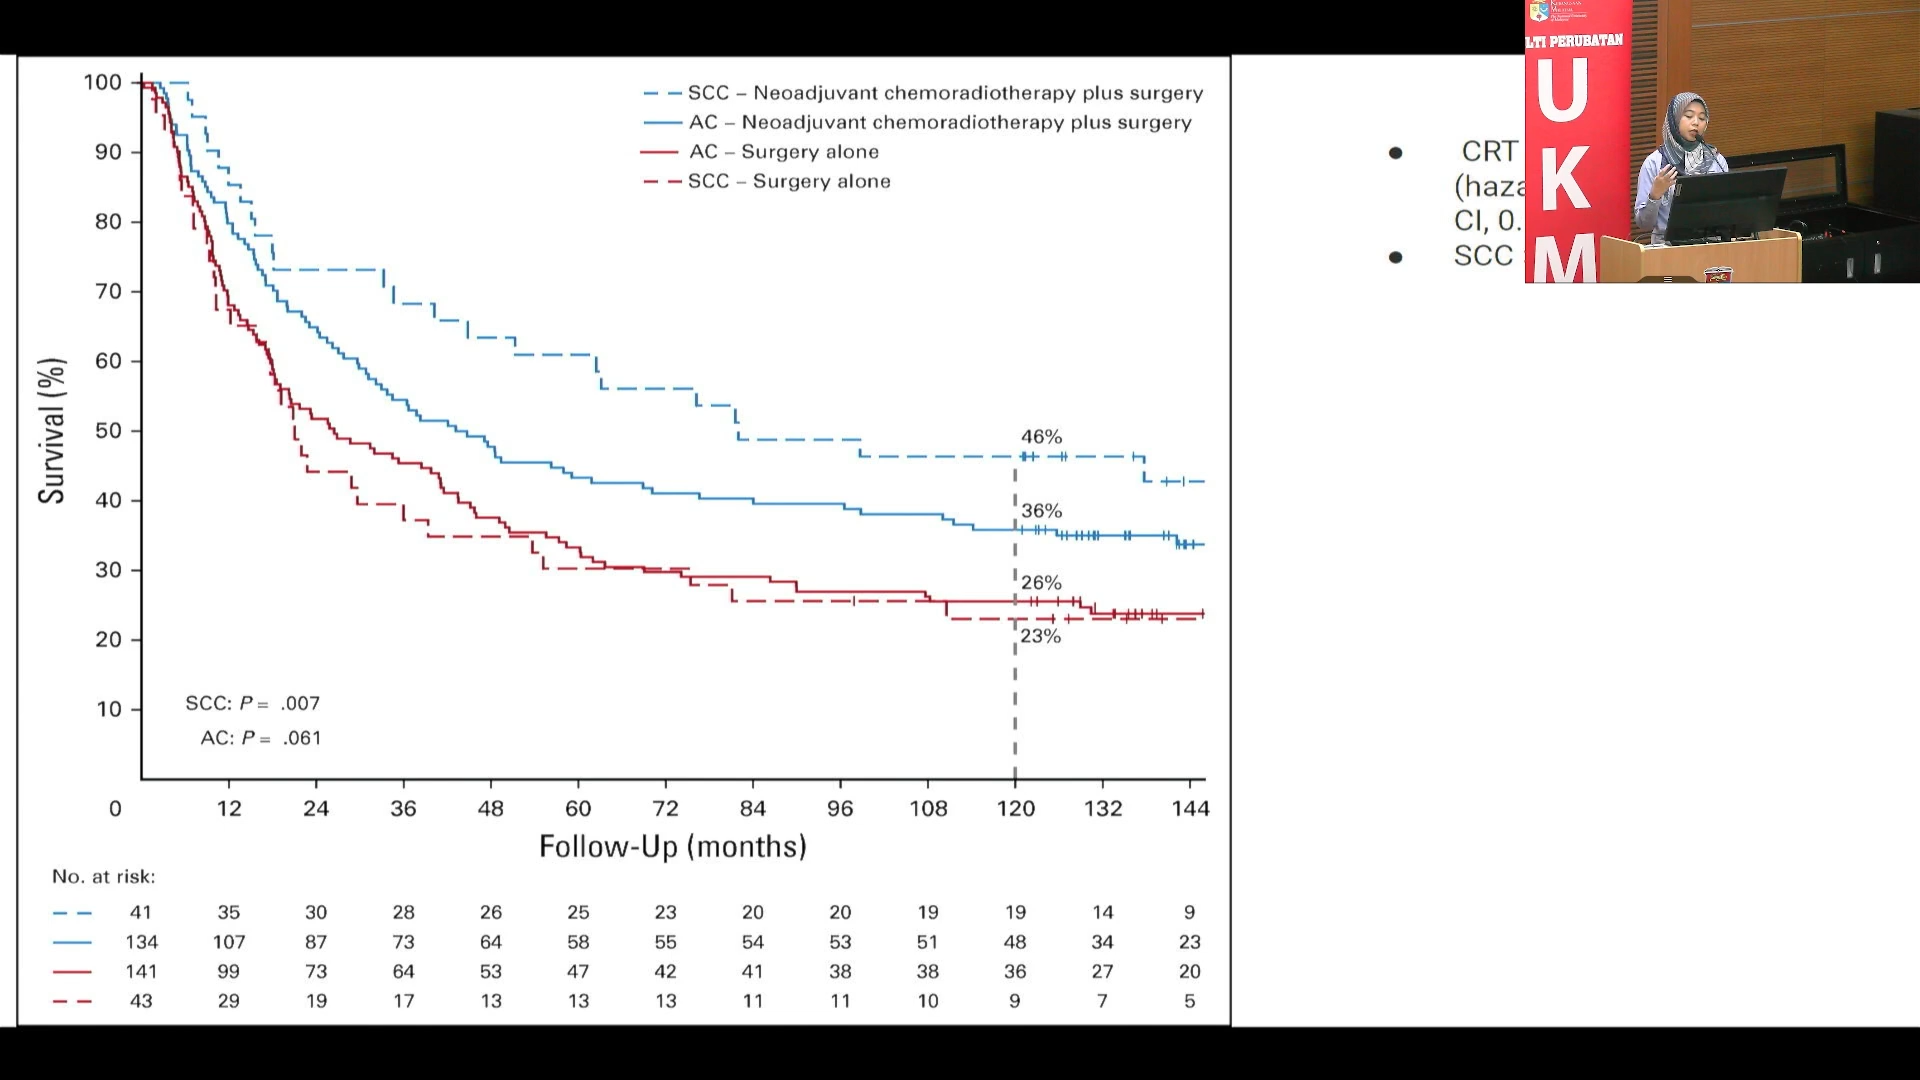 100
90
80
70
60
50
40
30
20
10
0
Survival (%)
SCC – Neoadjuvant chemoradiotherapy plus surgery
AC – Neoadjuvant chemoradiotherapy plus surgery
AC – Surgery alone
SCC – Surgery alone
46%
36%
26%
23%
SCC: P = .007
AC: P = .061
12 24 36 48 60 72 84 96 108 120 132 144
Follow-Up (months)
No. at risk:
41 35 30 28 26 25 23 20 20 19 19 14 9
134 107 87 73 64 58 55 54 53 51 48 34 23
141 99 73 64 53 47 42 41 38 38 36 27 20
43 29 19 17 13 13 13 11 11 10 9 7 5
• CRT
(haza
CI, 0.
• SCC
LTI PERUBATAN
U
K
M